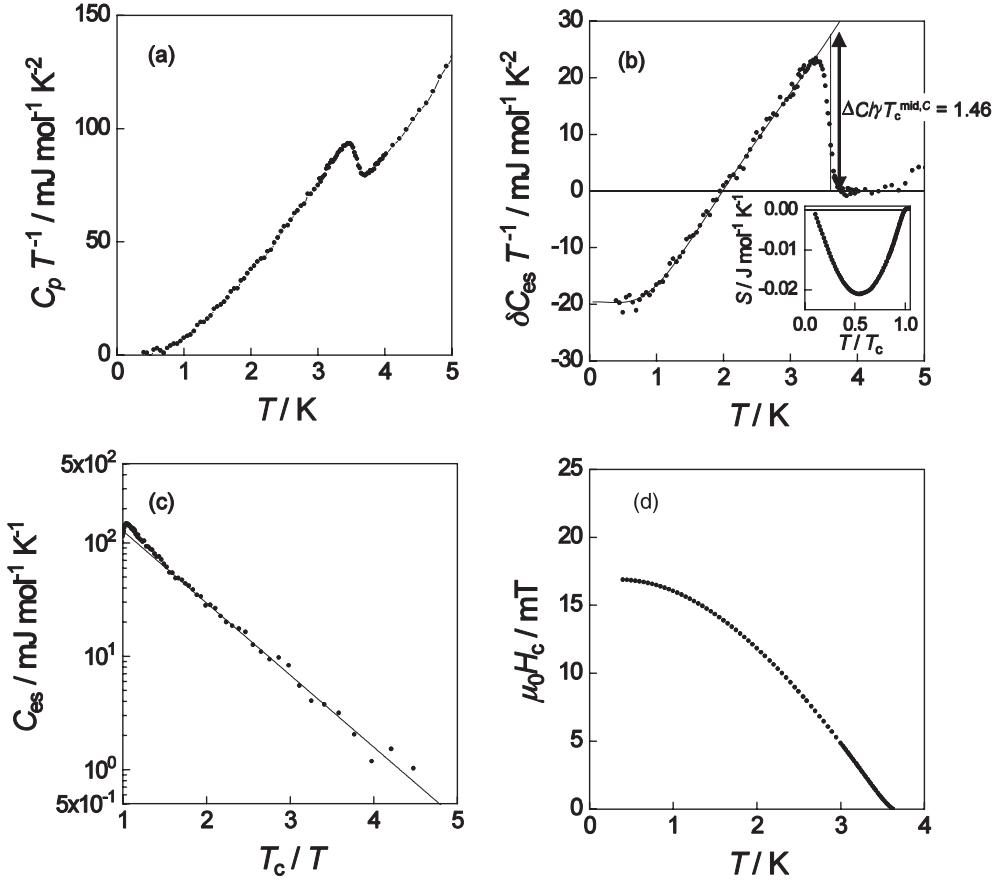 (a)
150
100
50
0
0 1 2 3 4 5
C_p T^-1 / mJ mol^-1 K^-2
T / K
(b)
30
20
10
0
-10
-20
-30
0 1 2 3 4 5
δC_es T^-1 / mJ mol^-1 K^-2
T / K
ΔC/γT_c^mid,C = 1.46
0.00
-0.01
-0.02
0.0 0.5 1.0
S / J mol^-1 K^-1
T / T_c
(c)
5x10^2
10^2
10^1
10^0
5x10^-1
1 2 3 4 5
C_es / mJ mol^-1 K^-1
T_c / T
(d)
25
20
15
10
5
0
0 1 2 3 4
μ_0H_c / mT
T / K